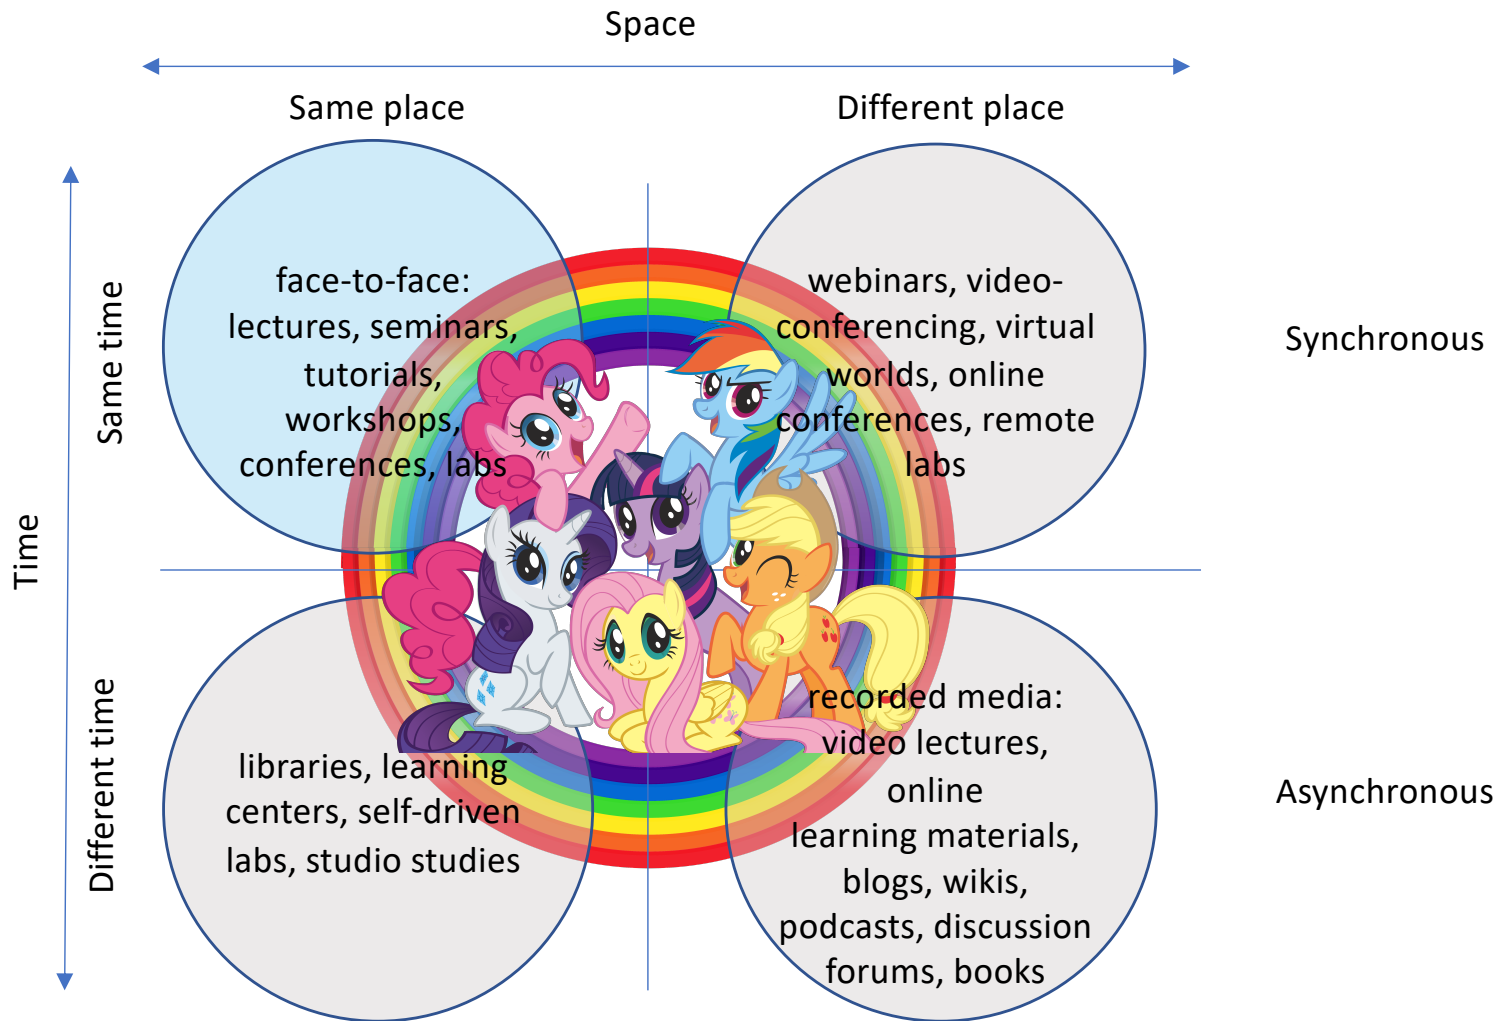 Space
Same place
Different place
Time
Same time
Different time
face-to-face:
lectures, seminars,
tutorials,
workshops,
conferences, labs
webinars, video-
conferencing, virtual
worlds, online
conferences, remote
labs
Synchronous
libraries, learning
centers, self-driven
labs, studio studies
recorded media:
video lectures,
online
learning materials,
blogs, wikis,
podcasts, discussion
forums, books
Asynchronous